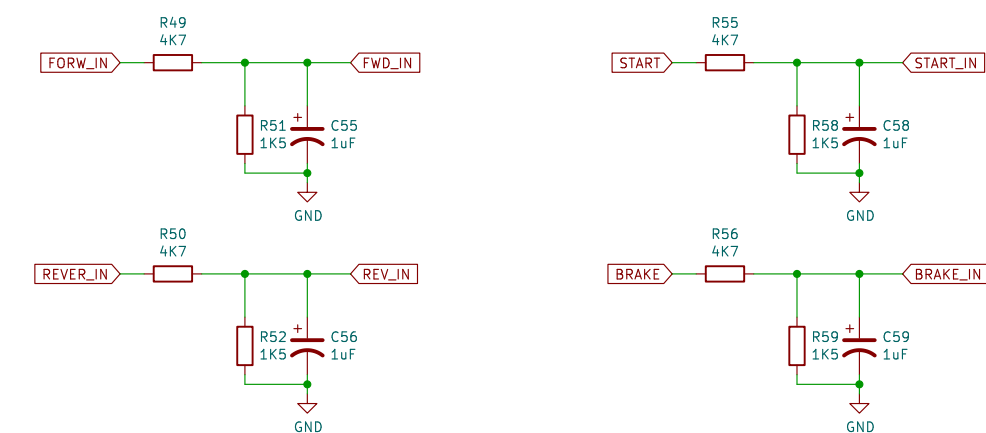 R49
4K7
FORW_IN
FWD_IN
+
R51
1K5
C55
1uF
GND
R55
4K7
START
START_IN
+
R58
1K5
C58
1uF
GND
R50
4K7
REVER_IN
REV_IN
+
R52
1K5
C56
1uF
GND
R56
4K7
BRAKE
BRAKE_IN
+
R59
1K5
C59
1uF
GND